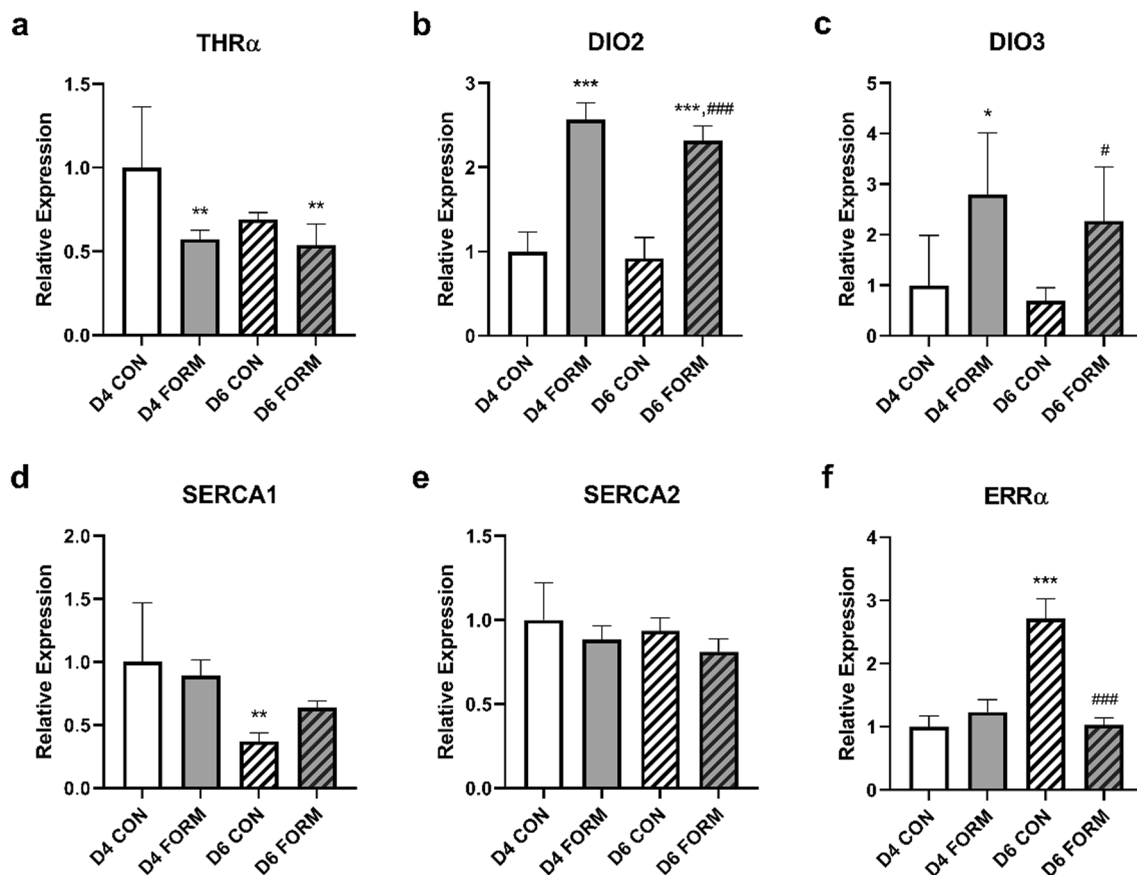 a
THRα
Relative Expression
1.5
1.0
0.5
0.0
**
**
D4 CON
D4 FORM
D6 CON
D6 FORM
b
DIO2
Relative Expression
3
2
1
0
***
***,###
D4 CON
D4 FORM
D6 CON
D6 FORM
c
DIO3
Relative Expression
5
4
3
2
1
0
*
#
D4 CON
D4 FORM
D6 CON
D6 FORM
d
SERCA1
Relative Expression
2.0
1.5
1.0
0.5
0.0
**
D4 CON
D4 FORM
D6 CON
D6 FORM
e
SERCA2
Relative Expression
1.5
1.0
0.5
0.0
D4 CON
D4 FORM
D6 CON
D6 FORM
f
ERRα
Relative Expression
4
3
2
1
0
***
###
D4 CON
D4 FORM
D6 CON
D6 FORM